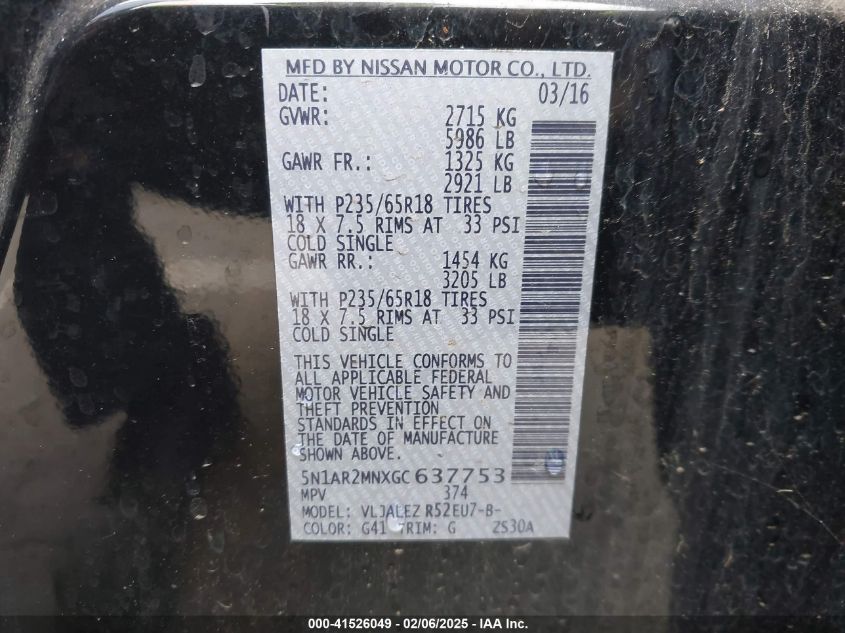 MFD BY NISSAN MOTOR CO., LTD.
DATE: 03/16
GVWR: 2715 KG
5986 LB
GAWR FR.: 1325 KG
2921 LB
WITH P235/65R18 TIRES
18 X 7.5 RIMS AT 33 PSI
COLD SINGLE
GAWR RR.: 1454 KG
3205 LB
WITH P235/65R18 TIRES
18 X 7.5 RIMS AT 33 PSI
COLD SINGLE
THIS VEHICLE CONFORMS TO
ALL APPLICABLE FEDERAL
MOTOR VEHICLE SAFETY AND
THEFT PREVENTION
STANDARDS IN EFFECT ON
THE DATE OF MANUFACTURE
SHOWN ABOVE.
5N1AR2MNXGC637753
MPV 374
MODEL: VLJALEZ R52EU7-B-
COLOR: G41 TRIM: G ZS30A
000-41526049 - 02/06/2025 - IAA Inc.